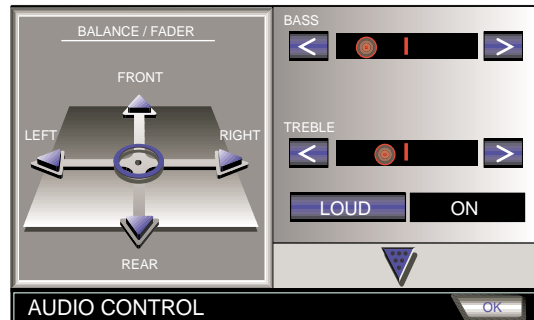 BALANCE / FADER
FRONT
LEFT
RIGHT
REAR
BASS
< >
TREBLE
< >
LOUD ON
AUDIO CONTROL
OK